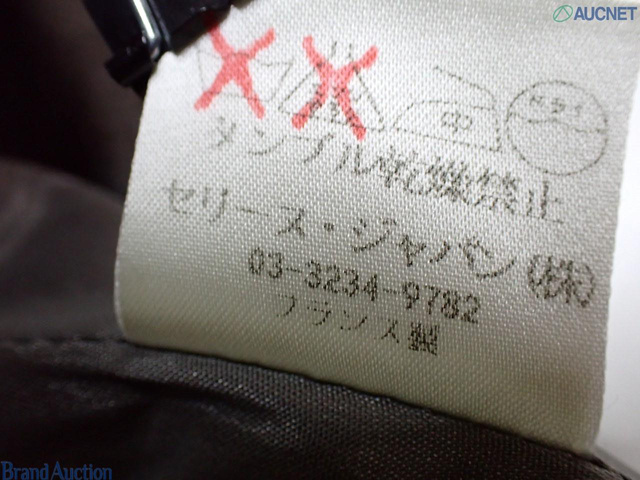 AUCNET
中 ドライ
タンブル乾燥禁止
セリーヌ・ジャパン(株)
03-3234-9782
フランス製
Brand Auction